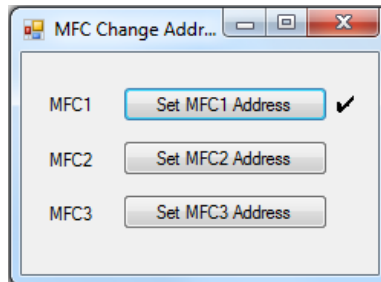 MFC Change Addr...
MFC1 Set MFC1 Address ✔
MFC2 Set MFC2 Address
MFC3 Set MFC3 Address